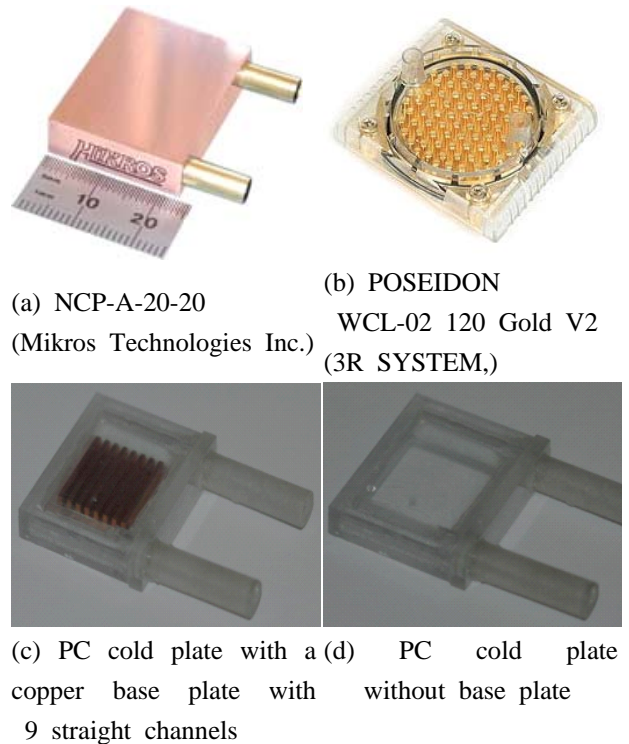 MIKROS
10
20
(a) NCP-A-20-20
(Mikros Technologies Inc.)
(b) POSEIDON
WCL-02 120 Gold V2
(3R SYSTEM,)
(c) PC cold plate with a
copper base plate with
9 straight channels
(d) PC cold plate
without base plate